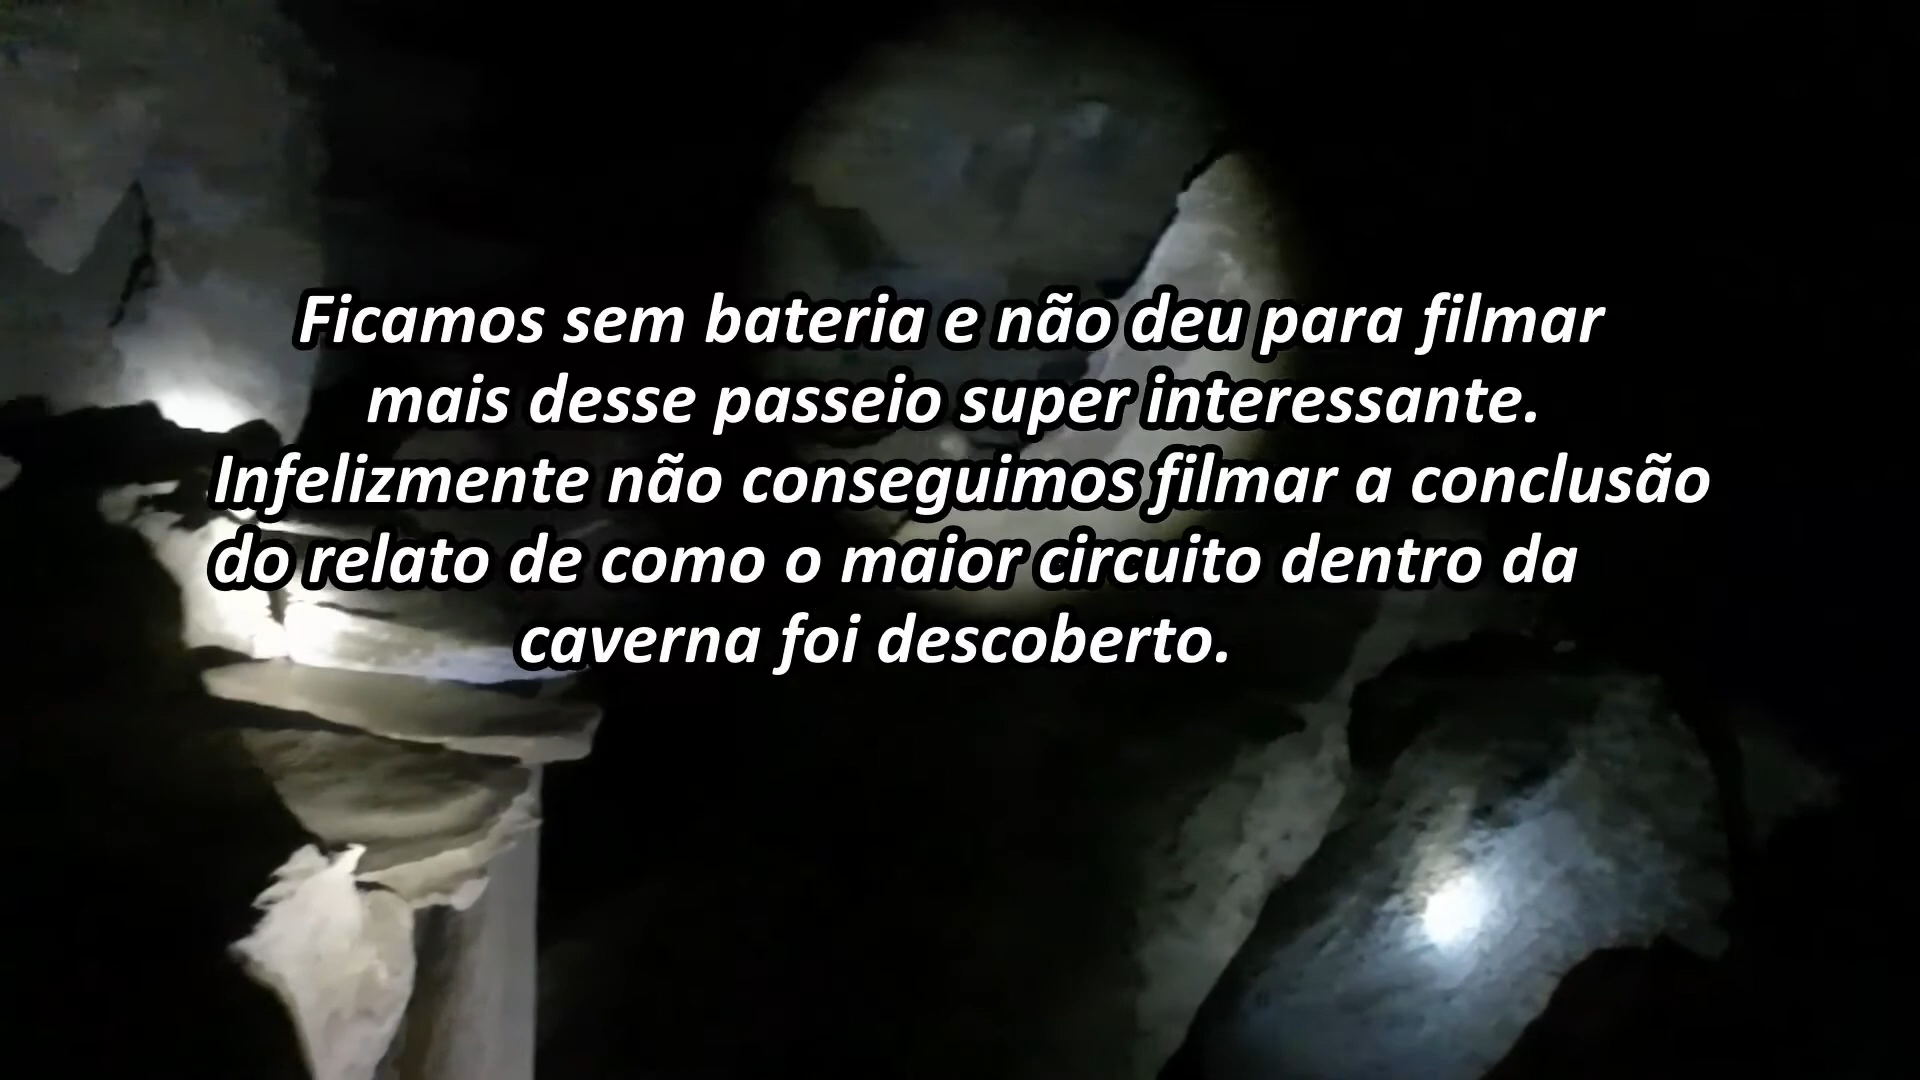 Ficamos sem bateria e não deu para filmar
mais desse passeio super interessante.
Infelizmente não conseguimos filmar a conclusão
do relato de como o maior circuito dentro da
caverna foi descoberto.